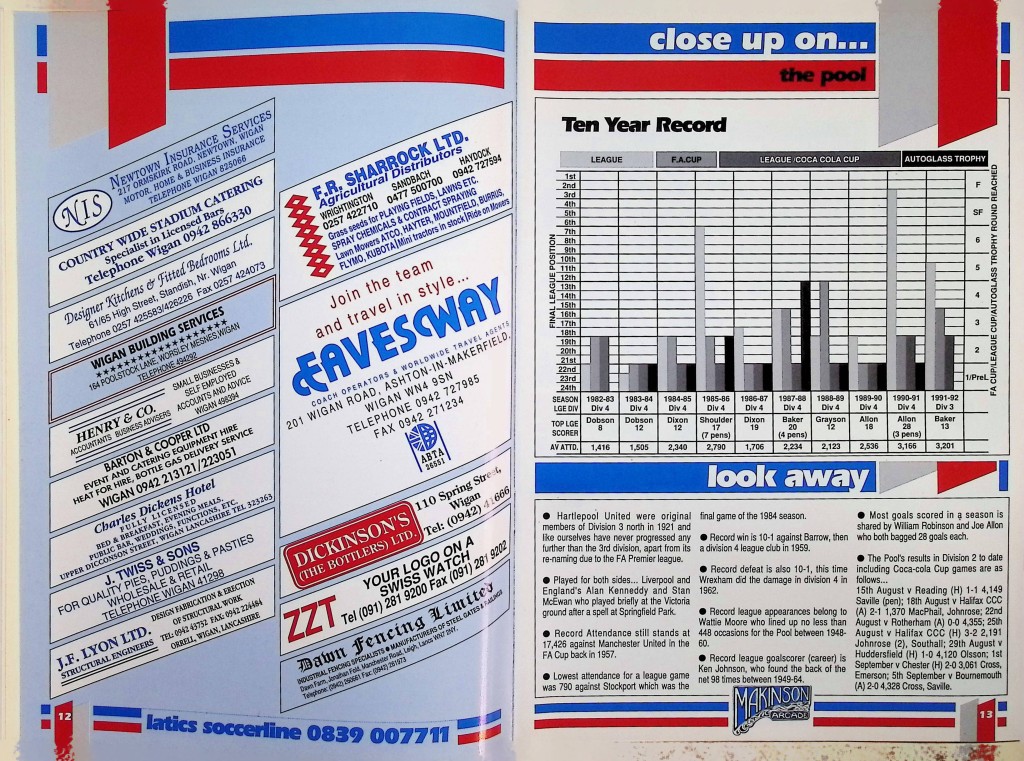 NIS
NEWTOWN INSURANCE SERVICES
217 ORMSKIRK ROAD, NEWTOWN, WIGAN
MOTOR, HOME & BUSINESS INSURANCE
TELEPHONE WIGAN 825066
COUNTRY WIDE STADIUM CATERING
Specialist in Licensed Bars
Telephone Wigan 0942 866330
Designer Kitchens & Fitted Bedrooms Ltd.
61/65 High Street, Standish, Nr. Wigan
Telephone 0257 425583/426226 Fax 0257 424073
WIGAN BUILDING SERVICES
164 POOLSTOCK LANE, WORSLEY MESNES, WIGAN
TELEPHONE 494292
HENRY & CO.
ACCOUNTANTS BUSINESS ADVISERS
SMALL BUSINESSES &
SELF EMPLOYED
ACCOUNTS AND ADVICE
WIGAN 498394
BARTON & COOPER LTD
EVENT AND CATERING EQUIPMENT HIRE
HEAT FOR HIRE, BOTTLE GAS DELIVERY SERVICE
WIGAN 0942 213121/223051
Charles Dickens Hotel
FULLY LICENSED
BED & BREAKFAST, EVENING MEALS,
PUBLIC BAR, WEDDINGS, FUNCTIONS, ETC.
UPPER DICCONSON STREET, WIGAN LANCASHIRE TEL 323263
J. TWISS & SONS
FOR QUALITY PIES, PUDDINGS & PASTIES
WHOLESALE & RETAIL
TELEPHONE WIGAN 41298
J.F. LYON LTD.
STRUCTURAL ENGINEERS
DESIGN FABRICATION & ERECTION
OF STRUCTURAL WORK
TEL: 0942 43752 FAX: 0942 224484
ORRELL, WIGAN, LANCASHIRE
F.R. SHARROCK LTD.
Agricultural Distributors
WRIGHTINGTON SANDBACH HAYDOCK
0257 422710 0477 500700 0942 727594
Grass seeds for PLAYING FIELDS, LAWNS ETC.
SPRAY CHEMICALS & CONTRACT SPRAYING
Lawn Mowers ATCO, HAYTER, MOUNTFIELD, BURRUS,
FLYMO, KUBOTA | Mini tractors in stock | Ride on Mowers
Join the team
and travel in style...
EAVESWAY
COACH OPERATORS & WORLDWIDE TRAVEL AGENTS
201 WIGAN ROAD, ASHTON-IN-MAKERFIELD,
WIGAN WN4 9SN
TELEPHONE 0942 727985
FAX 0942 271234
ABTA
26551
DICKINSON'S
(THE BOTTLERS) LTD.
110 Spring Street,
Wigan
Tel: (0942)
ZZT
YOUR LOGO ON A
SWISS WATCH
Tel (091) 281 9200 Fax (091) 281 9202
Dawn Fencing Limited
INDUSTRIAL FENCING SPECIALISTS • MANUFACTURERS OF STEEL GATES & RAILINGS
Dawn Farm, Jonathan Fold, Manchester Road, Leigh, Lancs WN7 2NY.
12
latics soccerline 0839 007711
close up on...
the pool
Ten Year Record
LEAGUE F.A.CUP LEAGUE /COCA COLA CUP AUTOGLASS TROPHY
FINAL LEAGUE POSITION
1st
2nd
3rd
4th
5th
6th
7th
8th
9th
10th
11th
12th
13th
14th
15th
16th
17th
18th
19th
20th
21st
22nd
23rd
24th
F
SF
6
5
4
3
2
1/Prel.
FA CUP/LEAGUE CUP/AUTOGLASS TROPHY ROUND REACHED
SEASON 1982-83 1983-84 1984-85 1985-86 1986-87 1987-88 1988-89 1989-90 1990-91 1991-92
LGE DIV Div 4 Div 4 Div 4 Div 4 Div 4 Div 4 Div 4 Div 4 Div 4 Div 3
TOP LGE SCORER Dobson 8 Dobson 12 Dixon 12 Shoulder 17 (7 pens) Dixon 19 Baker 20 (4 pens) Grayson 12 Allon 18 Allon 28 (3 pens) Baker 13
AV ATTD. 1,416 1,505 2,340 2,790 1,706 2,234 2,123 2,536 3,166 3,201
look away
● Hartlepool United were original
members of Division 3 north in 1921 and
like ourselves have never progressed any
further than the 3rd division, apart from its
re-naming due to the FA Premier league.
● Played for both sides... Liverpool and
England's Alan Kenneddy and Stan
McEwan who played briefly at the Victoria
ground after a spell at Springfield Park.
● Record Attendance still stands at
17,426 against Manchester United in the
FA Cup back in 1957.
● Lowest attendance for a league game
was 790 against Stockport which was the
final game of the 1984 season.
● Record win is 10-1 against Barrow, then
a division 4 league club in 1959.
● Record defeat is also 10-1, this time
Wrexham did the damage in division 4 in
1962.
● Record league appearances belong to
Wattie Moore who lined up no less than
448 occasions for the Pool between 1948-
60.
● Record league goalscorer (career) is
Ken Johnson, who found the back of the
net 98 times between 1949-64.
● Most goals scored in a season is
shared by William Robinson and Joe Allon
who both bagged 28 goals each.
● The Pool's results in Division 2 to date
including Coca-cola Cup games are as
follows...
15th August v Reading (H) 1-1 4,149
Saville (pen); 18th August v Halifax CCC
(A) 2-1 1,370 MacPhail, Johnrose; 22nd
August v Rotherham (A) 0-0 4,355; 25th
August v Halifax CCC (H) 3-2 2,191
Johnrose (2), Southall; 29th August v
Huddersfield (H) 1-0 4,120 Olsson; 1st
September v Chester (H) 2-0 3,061 Cross,
Emerson; 5th September v Bournemouth
(A) 2-0 4,328 Cross, Saville.
MAKINSON
ARCADE
13